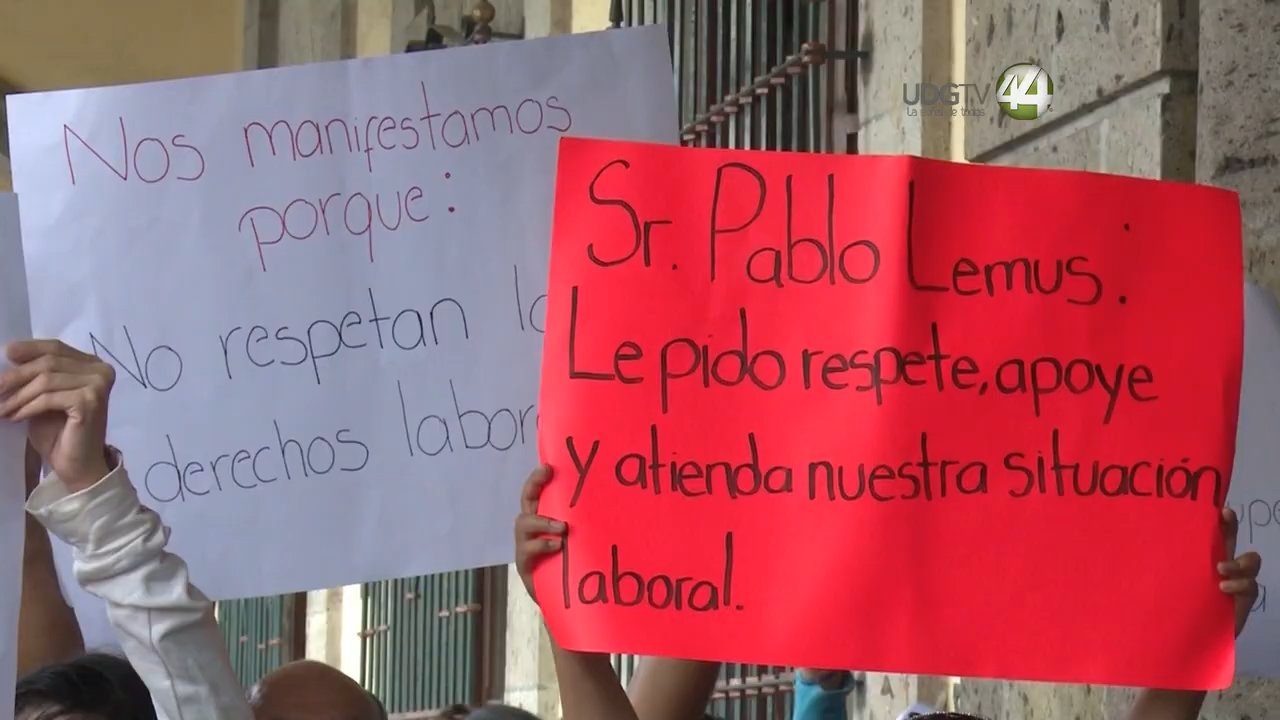 Nos manifestamos
porque:
No respetan
derechos
Sr. Pablo Lemus:
Le pido respete, apoye
y atienda nuestra situación
laboral.
UDGTV 44